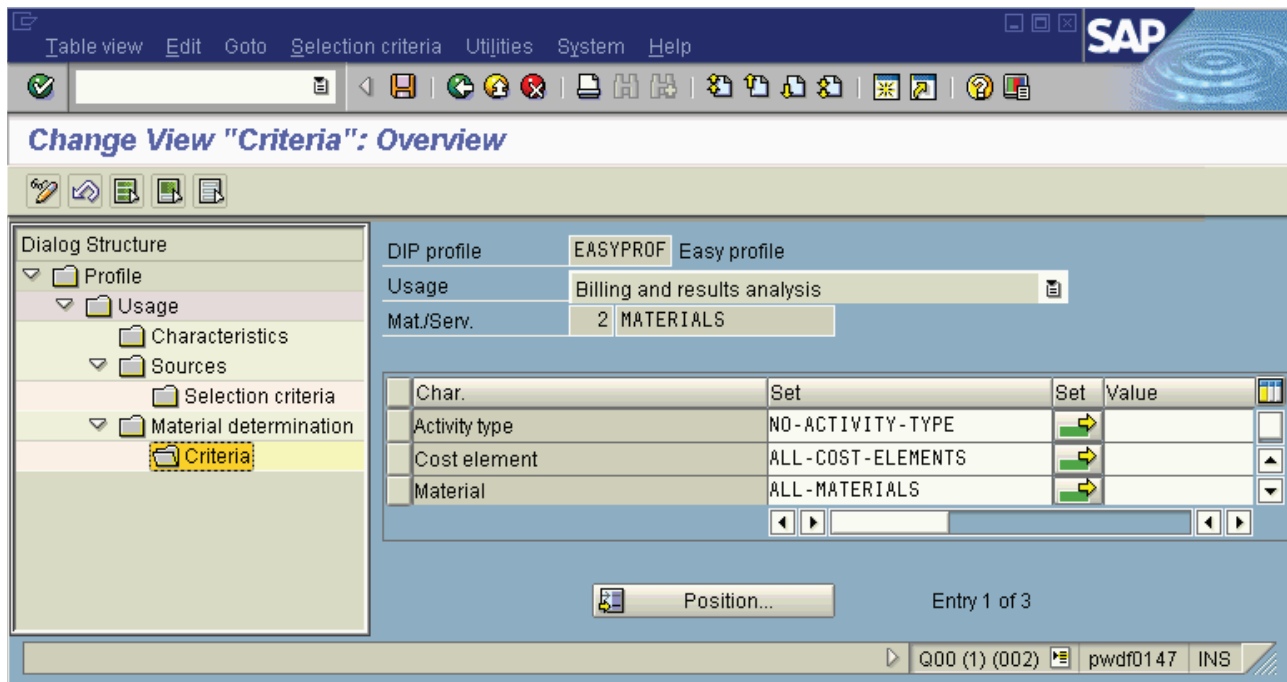 Table view Edit Goto Selection criteria Utilities System Help
SAP
Change View "Criteria": Overview
Dialog Structure
Profile
Usage
Characteristics
Sources
Selection criteria
Material determination
Criteria
DIP profile EASYPROF Easy profile
Usage Billing and results analysis
Mat./Serv. 2 MATERIALS
Char. Set Set Value
Activity type NO-ACTIVITY-TYPE
Cost element ALL-COST-ELEMENTS
Material ALL-MATERIALS
Position... Entry 1 of 3
Q00 (1) (002) pwdf0147 INS